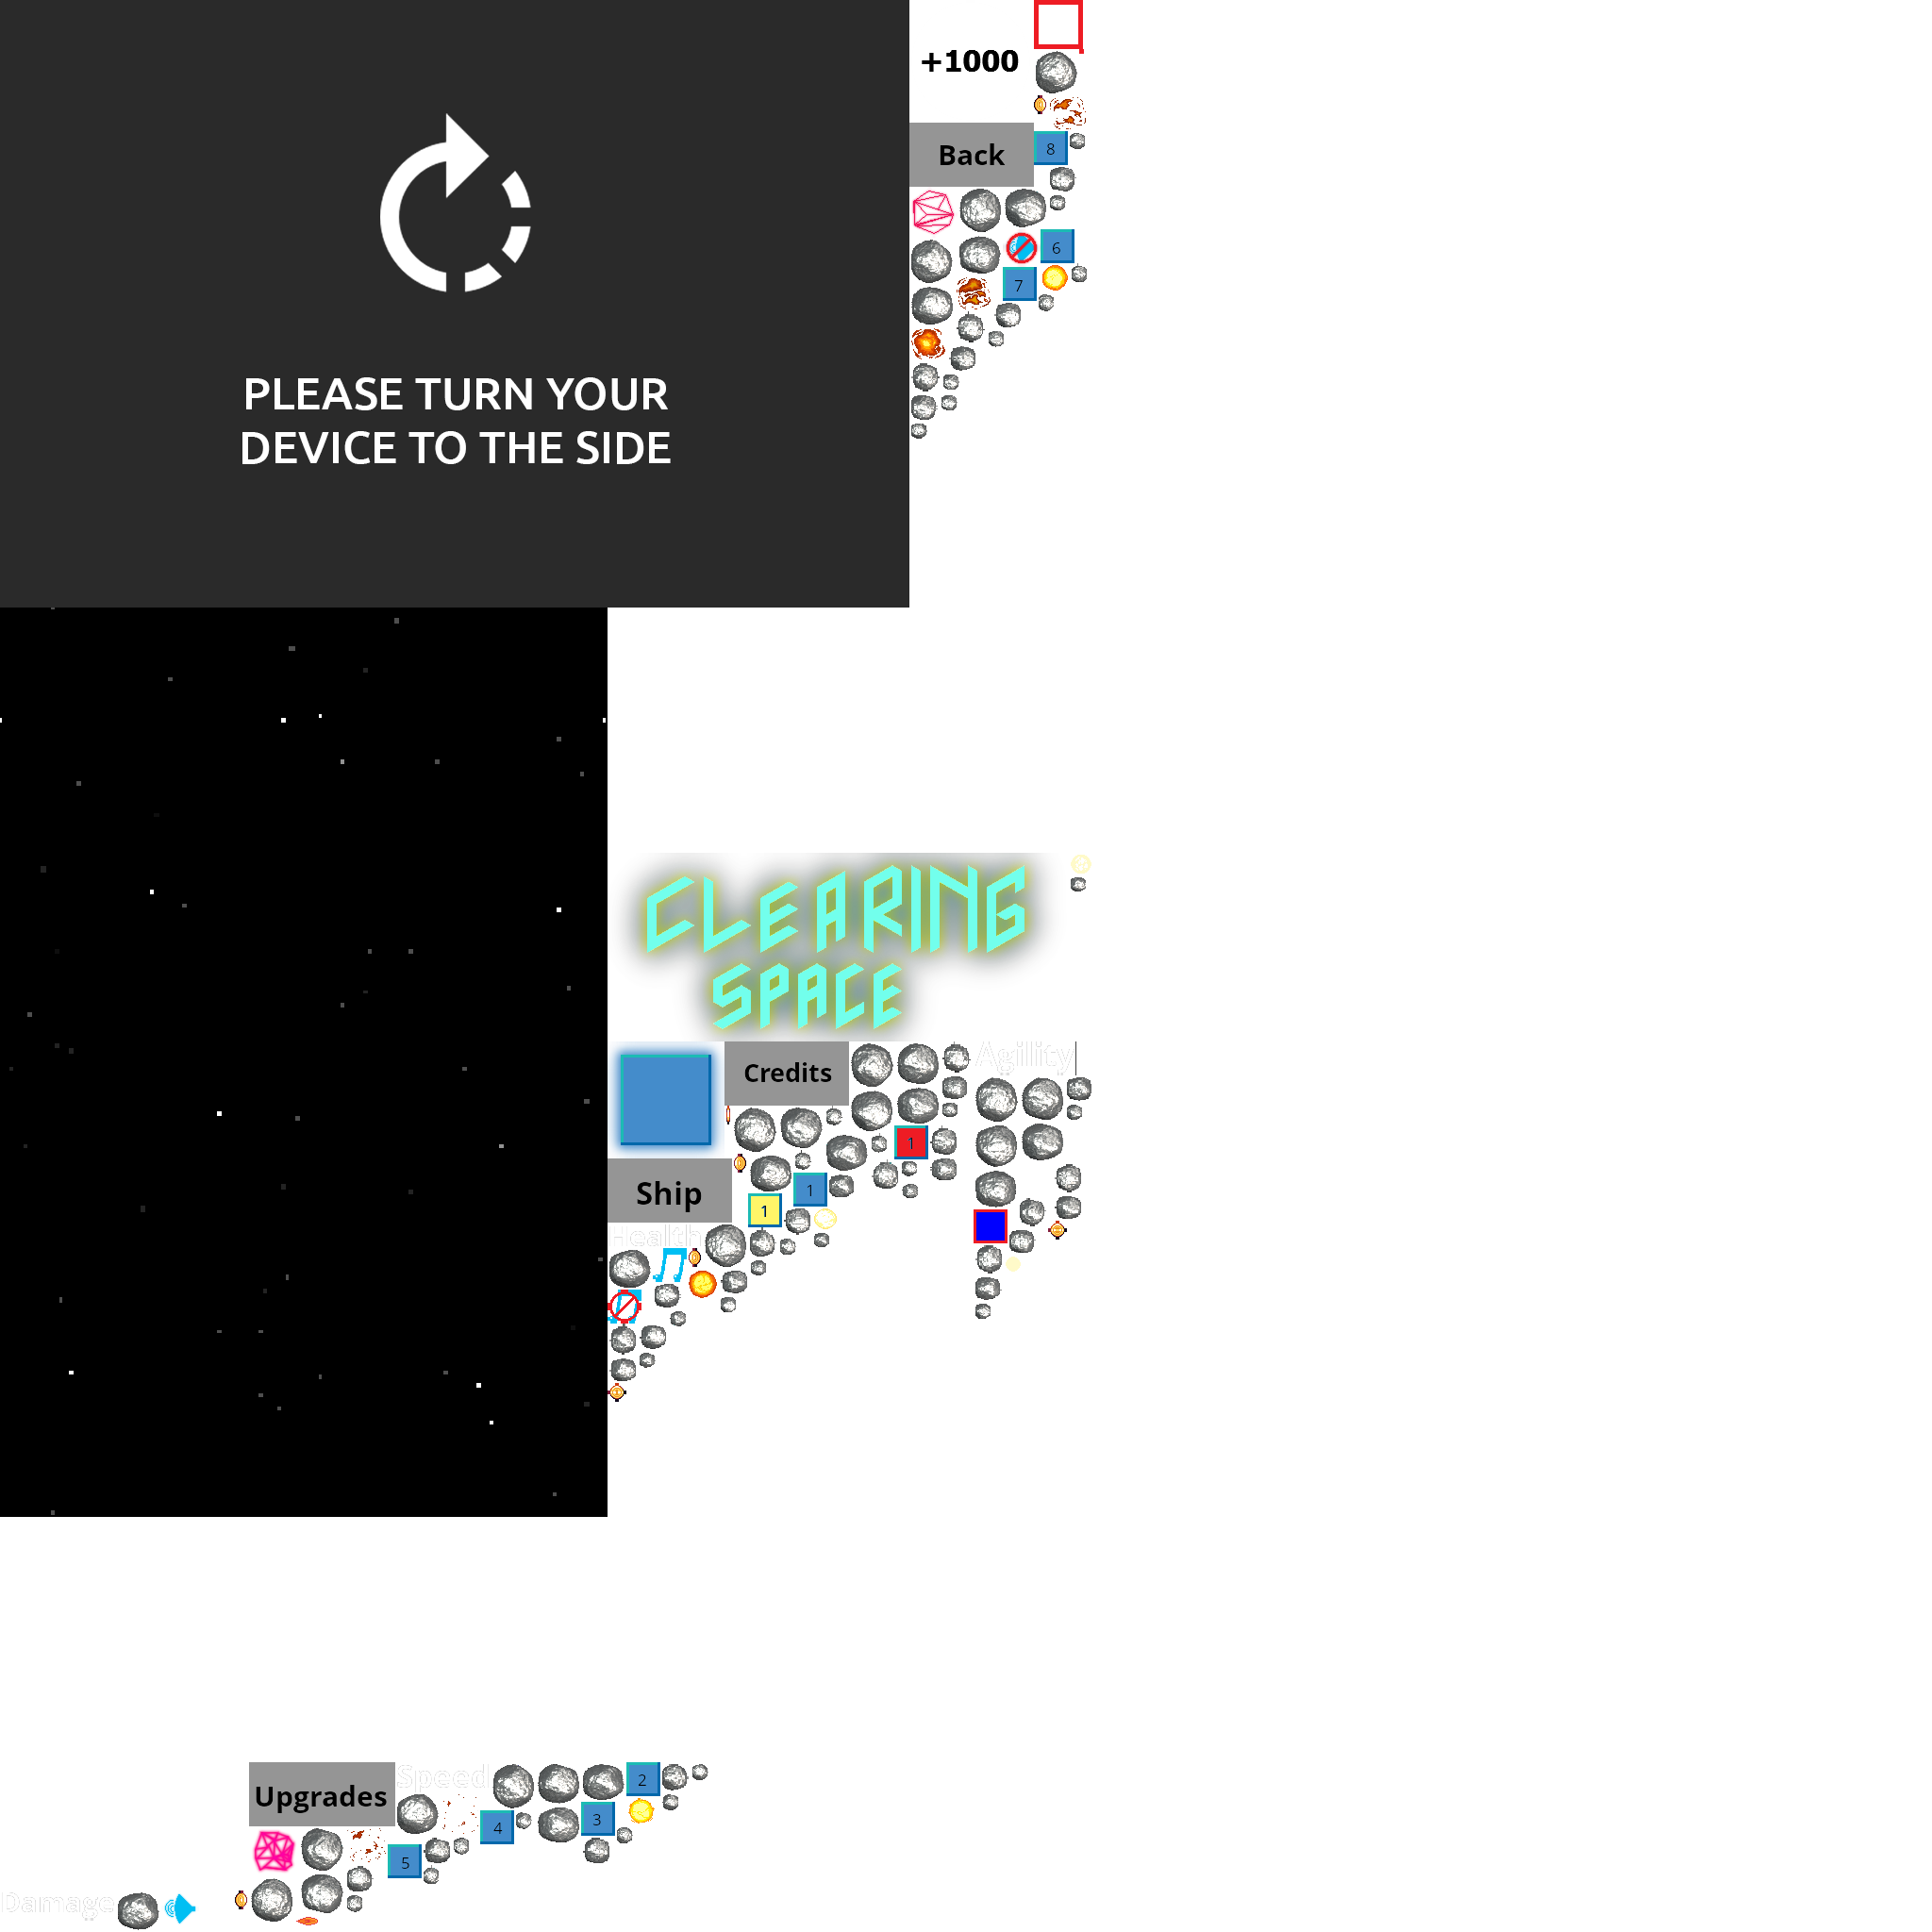 PLEASE TURN YOUR
DEVICE TO THE SIDE
+1000
Back
8
6
7
CLEARING
SPACE
Credits
Agility
1
Ship
1
1
Health
Upgrades
Speed
2
3
4
5
Damage